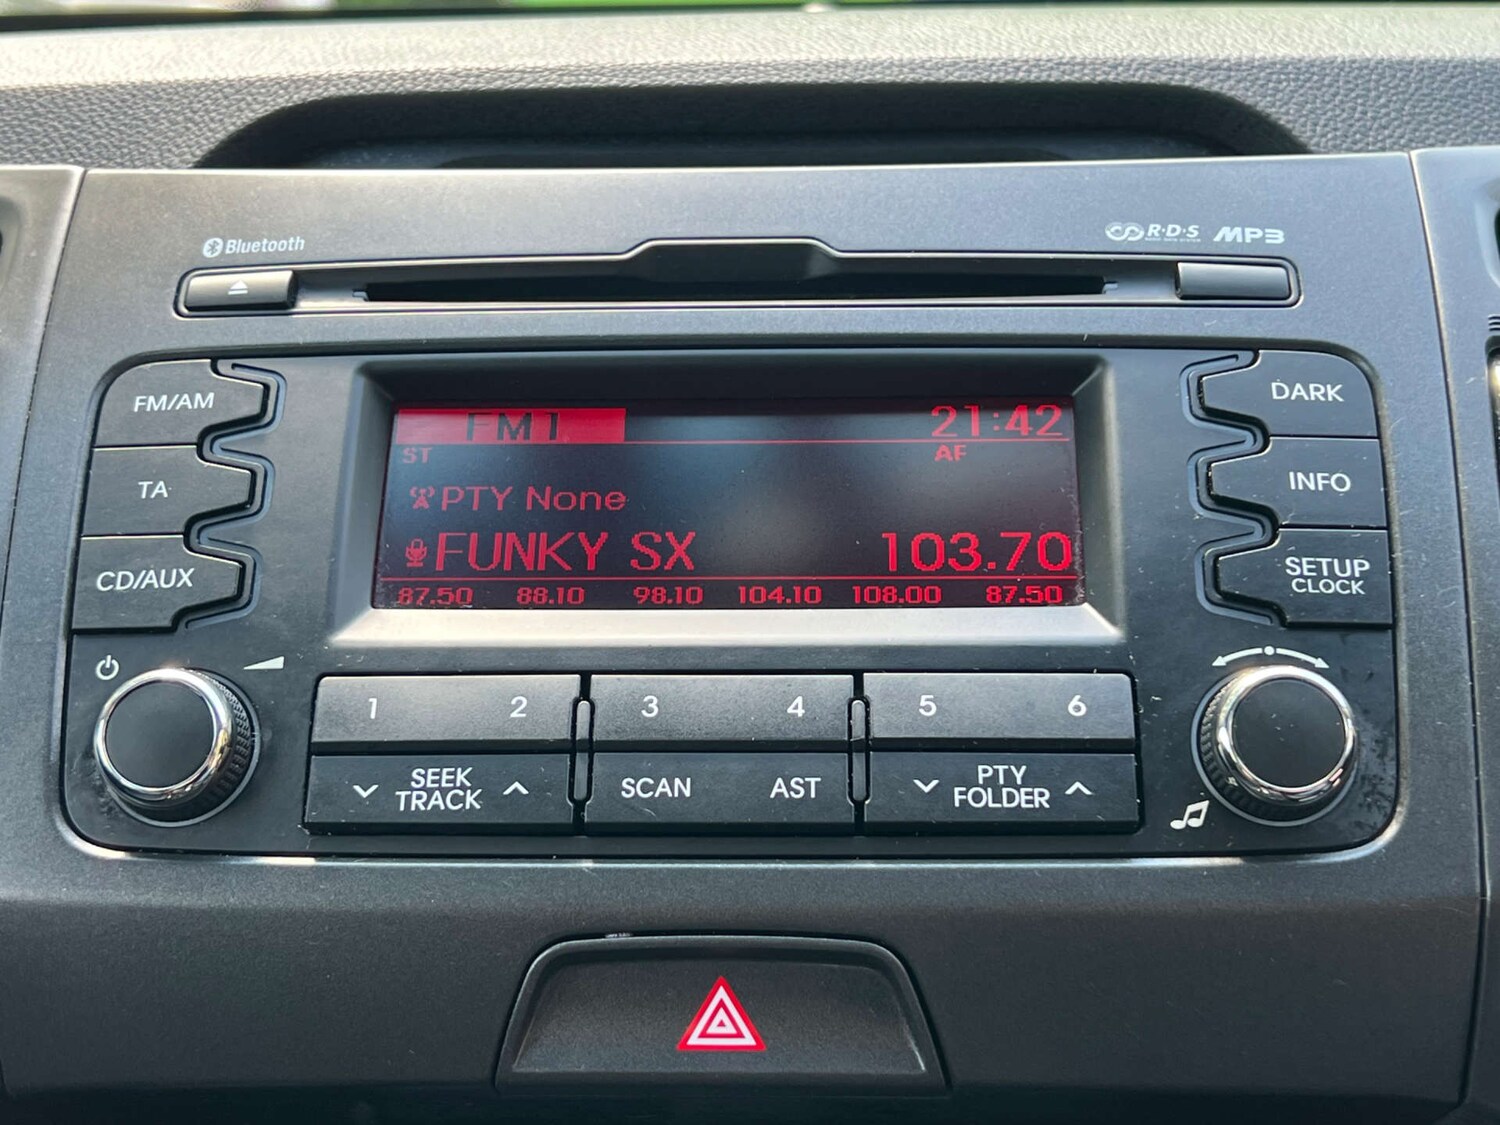 Bluetooth
R·D·S MP3
FM/AM
TA
CD/AUX
FM1 21:42
ST AF
PTY None
FUNKY SX 103.70
87.50 88.10 98.10 104.10 108.00 87.50
DARK
INFO
SETUP
CLOCK
1 2 3 4 5 6
SEEK
TRACK
SCAN AST
PTY
FOLDER